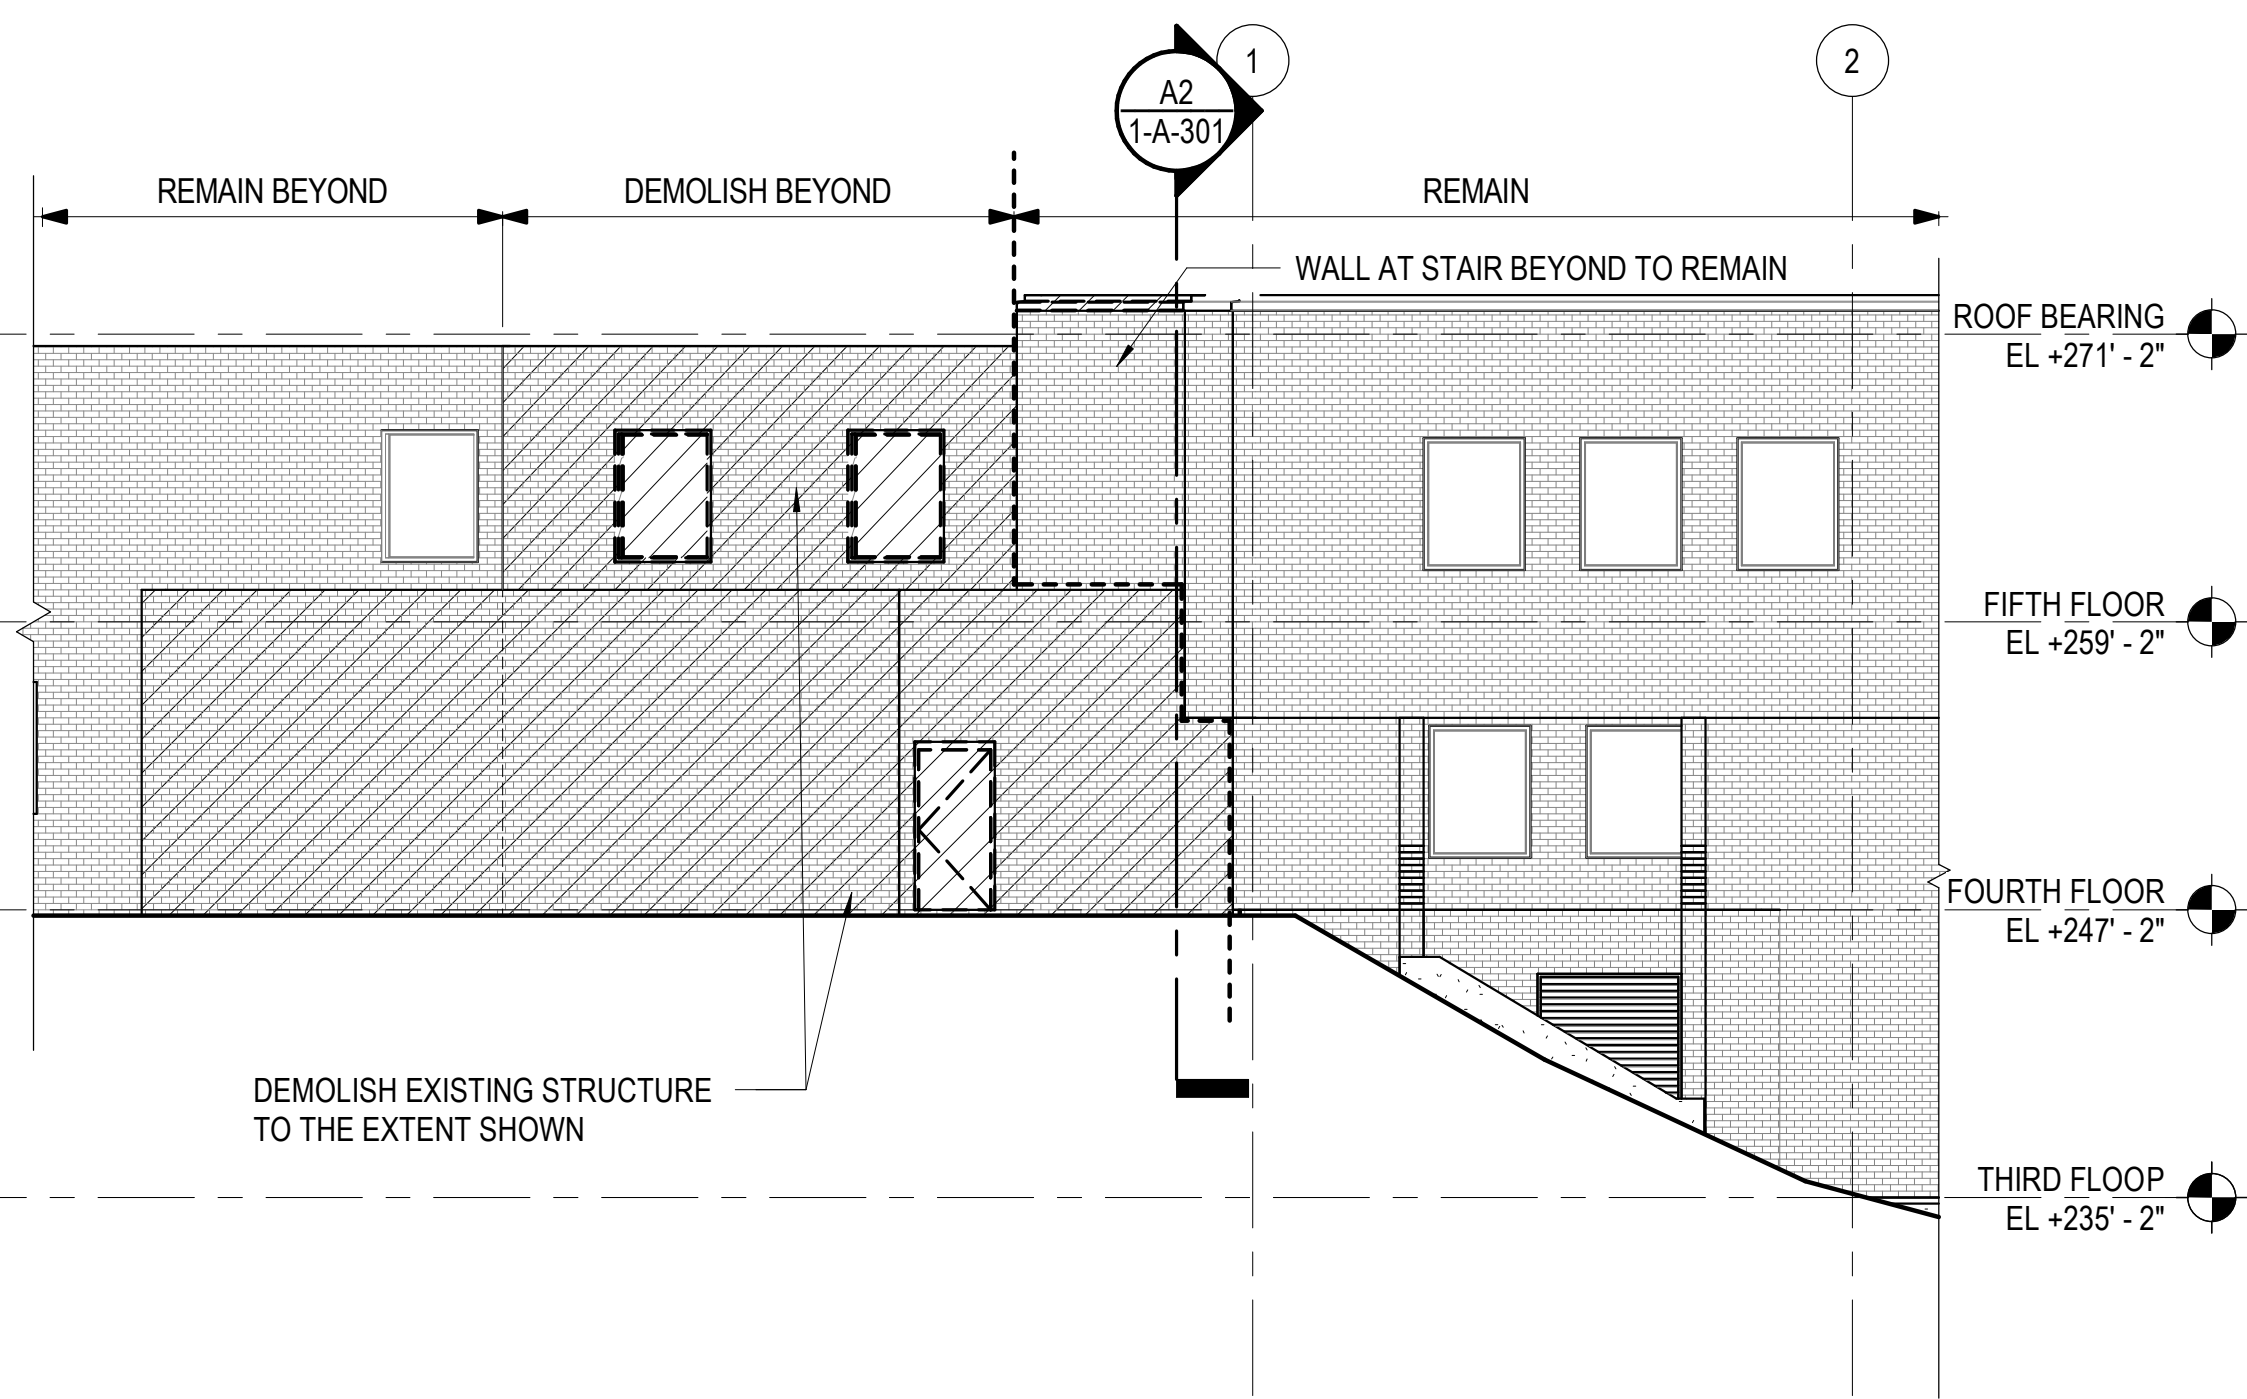 1
2
A2
1-A-301
REMAIN BEYOND
DEMOLISH BEYOND
REMAIN
WALL AT STAIR BEYOND TO REMAIN
ROOF BEARING
EL +271' - 2"
FIFTH FLOOR
EL +259' - 2"
FOURTH FLOOR
EL +247' - 2"
DEMOLISH EXISTING STRUCTURE
TO THE EXTENT SHOWN
THIRD FLOOP
EL +235' - 2"